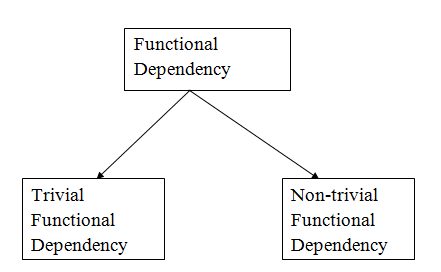 Functional
Dependency
Trivial
Functional
Dependency
Non-trivial
Functional
Dependency